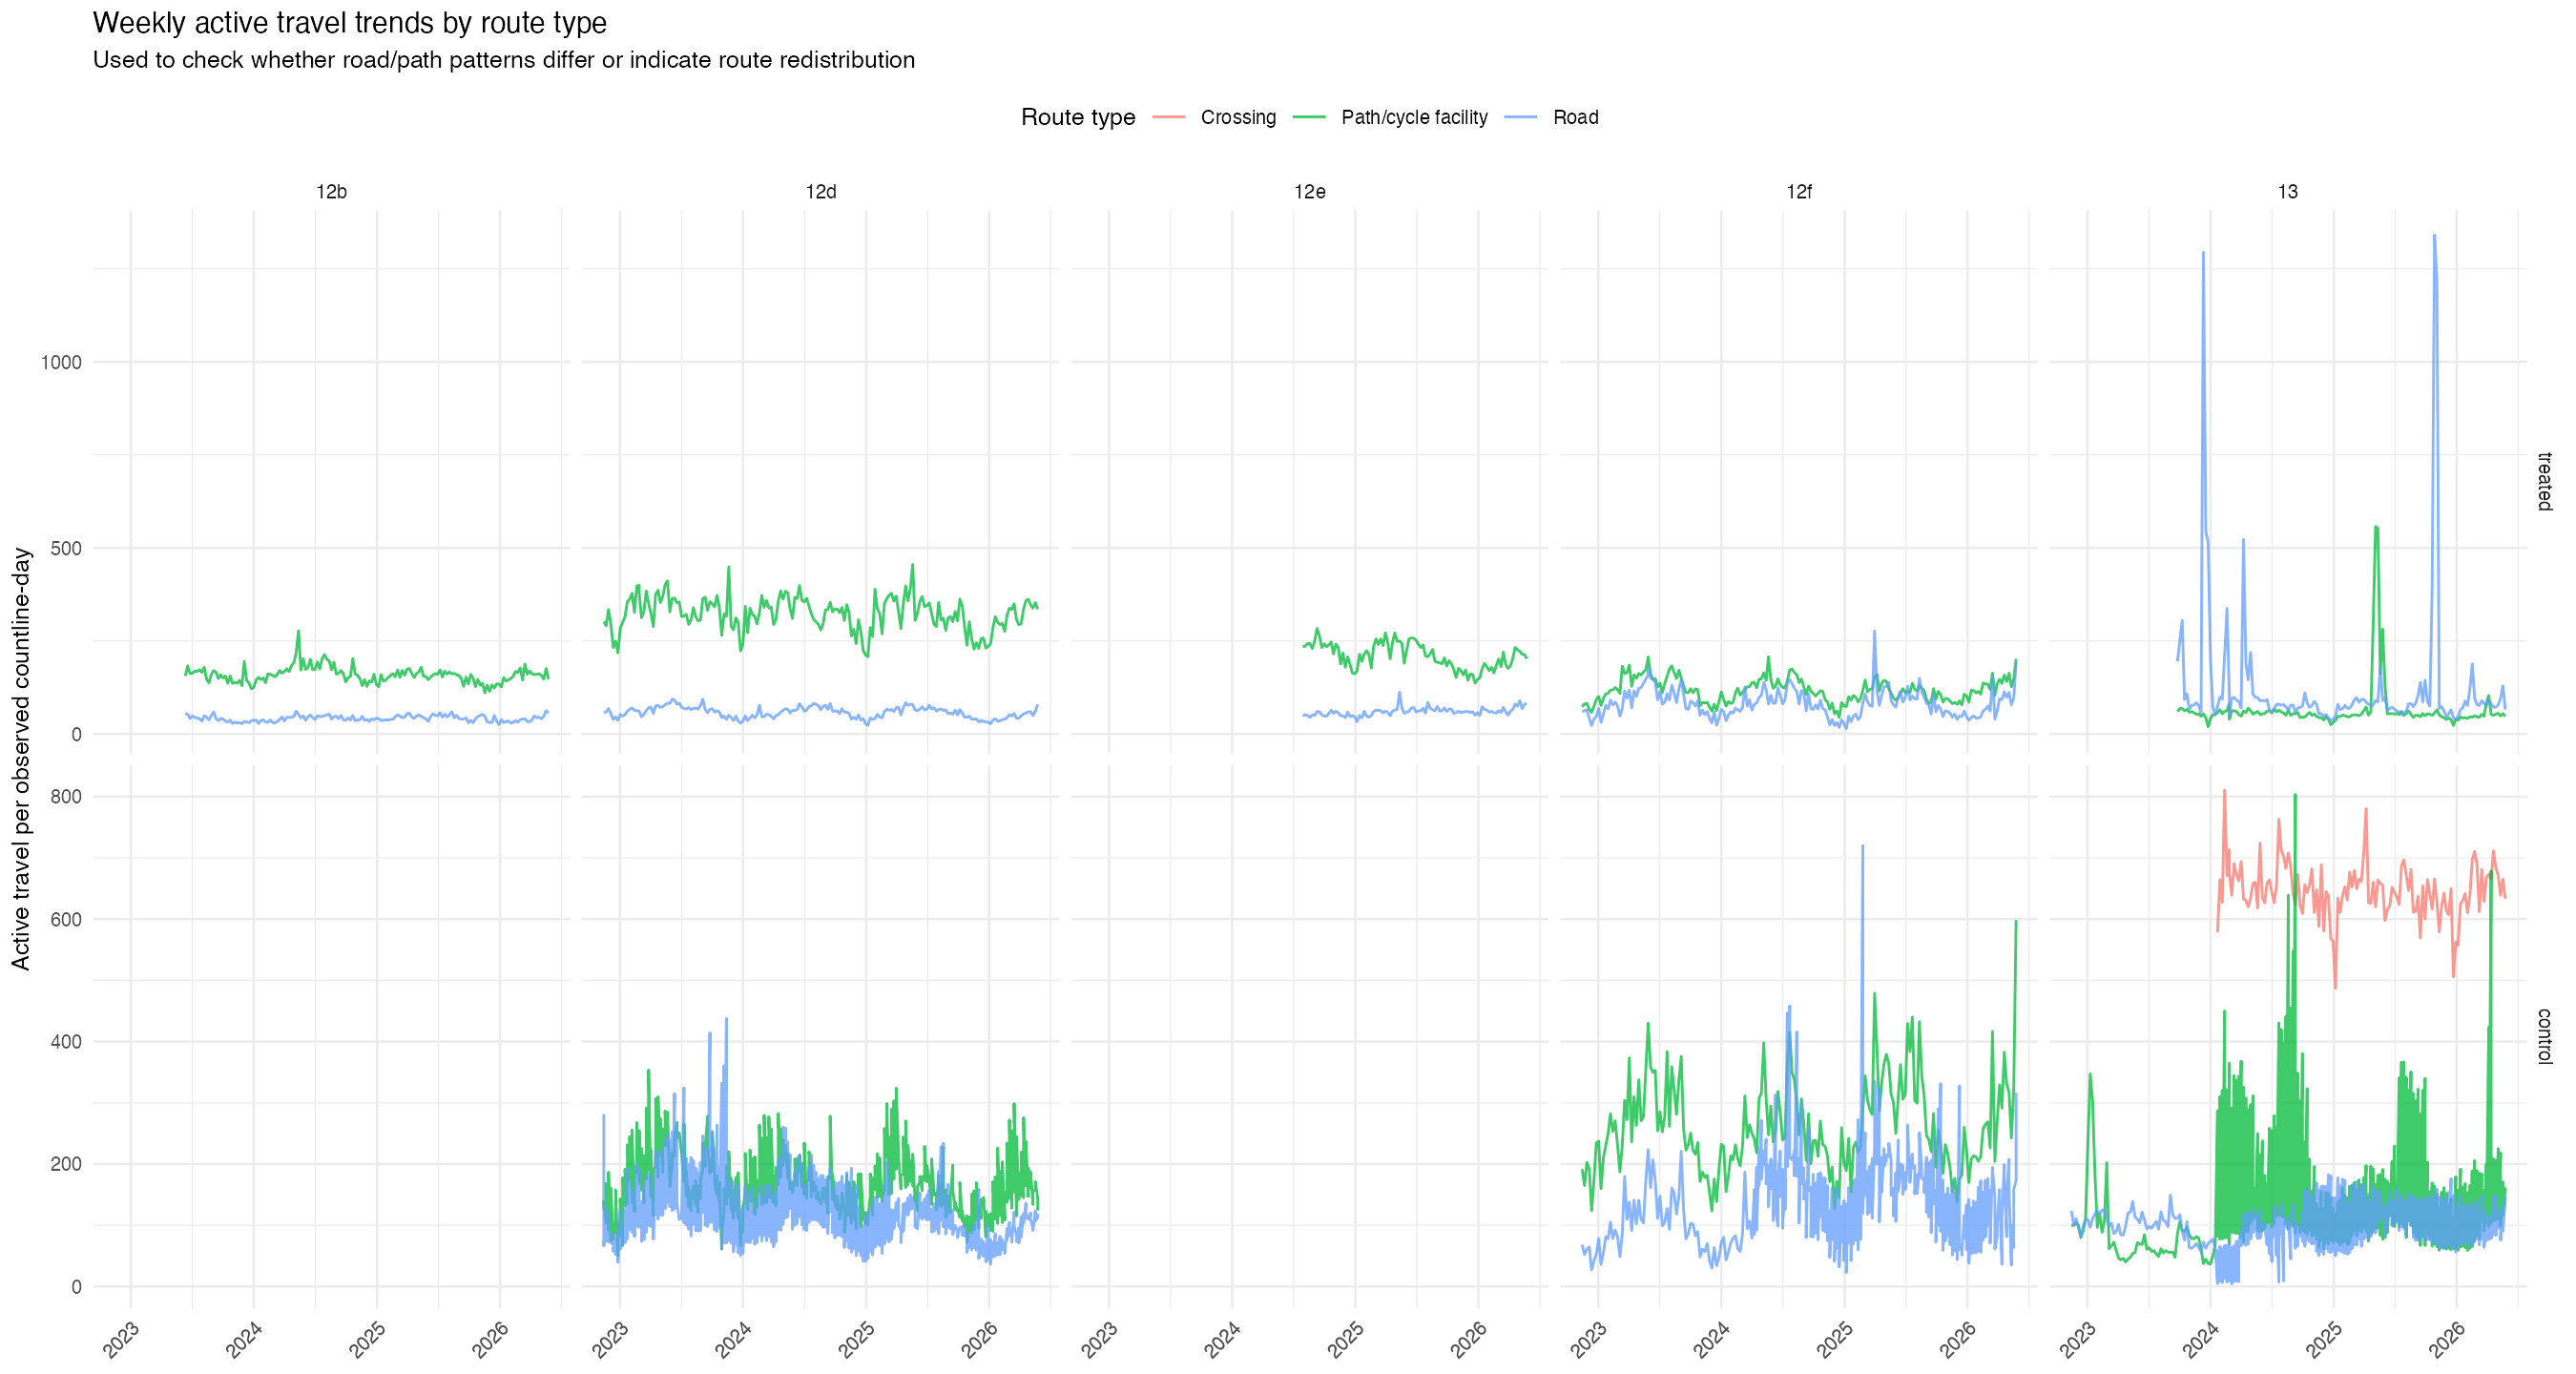 Weekly active travel trends by route type
Used to check whether road/path patterns differ or indicate route redistribution
Route type Crossing Path/cycle facility Road
12b 12d 12e 12f 13
1000
500
0
treated
Active travel per observed countline-day
800
600
400
200
0
control
2023 2024 2025 2026 2023 2024 2025 2026 2023 2024 2025 2026 2023 2024 2025 2026 2023 2024 2025 2026